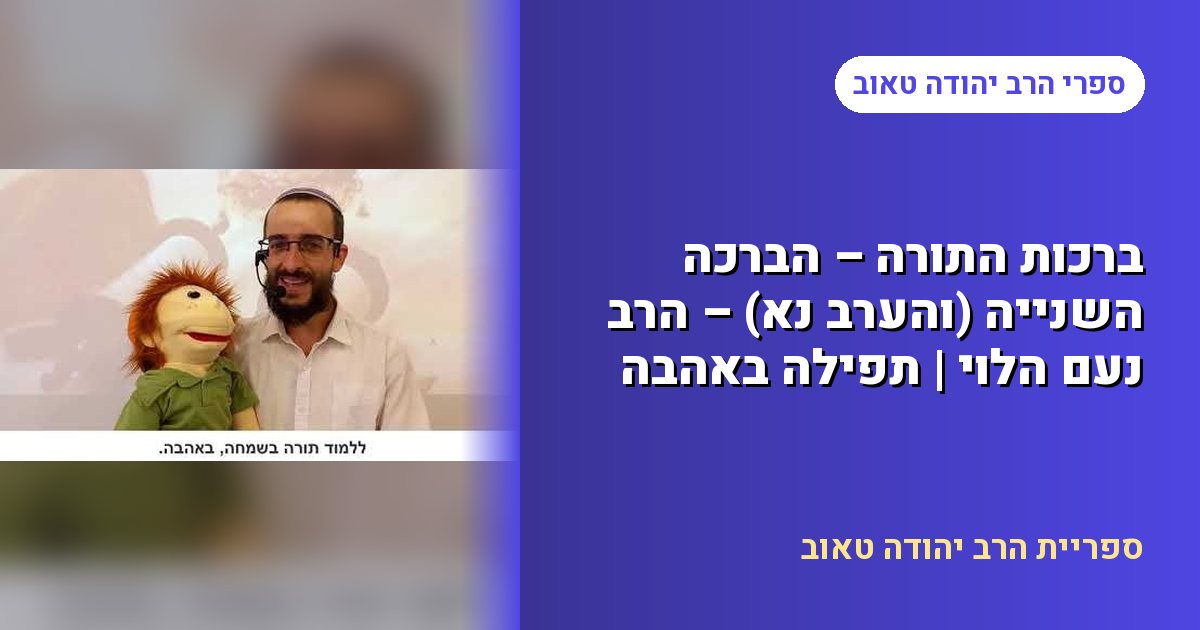 ספרי הרב יהודה טאוב
ברכות התורה – הברכה
השנייה (והערב נא) – הרב
נעם הלוי | תפילה באהבה
ללמוד תורה בשמחה, באהבה.
ספריית הרב יהודה טאוב